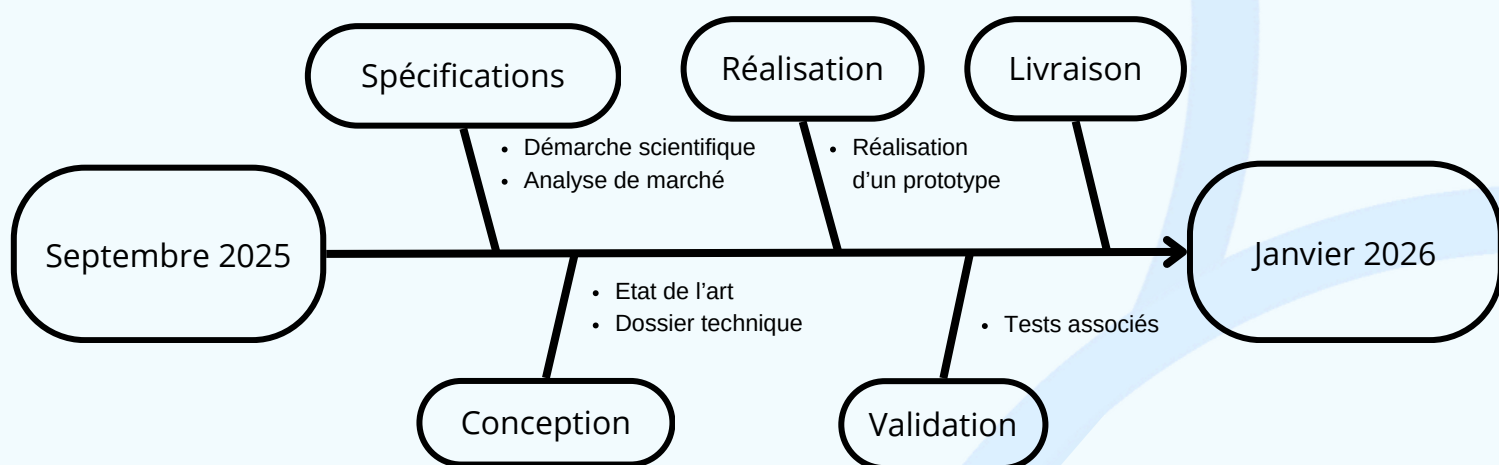 Spécifications
Réalisation
Livraison
• Démarche scientifique
• Analyse de marché
• Réalisation
d’un prototype
Septembre 2025
Janvier 2026
• Etat de l’art
• Dossier technique
• Tests associés
Conception
Validation